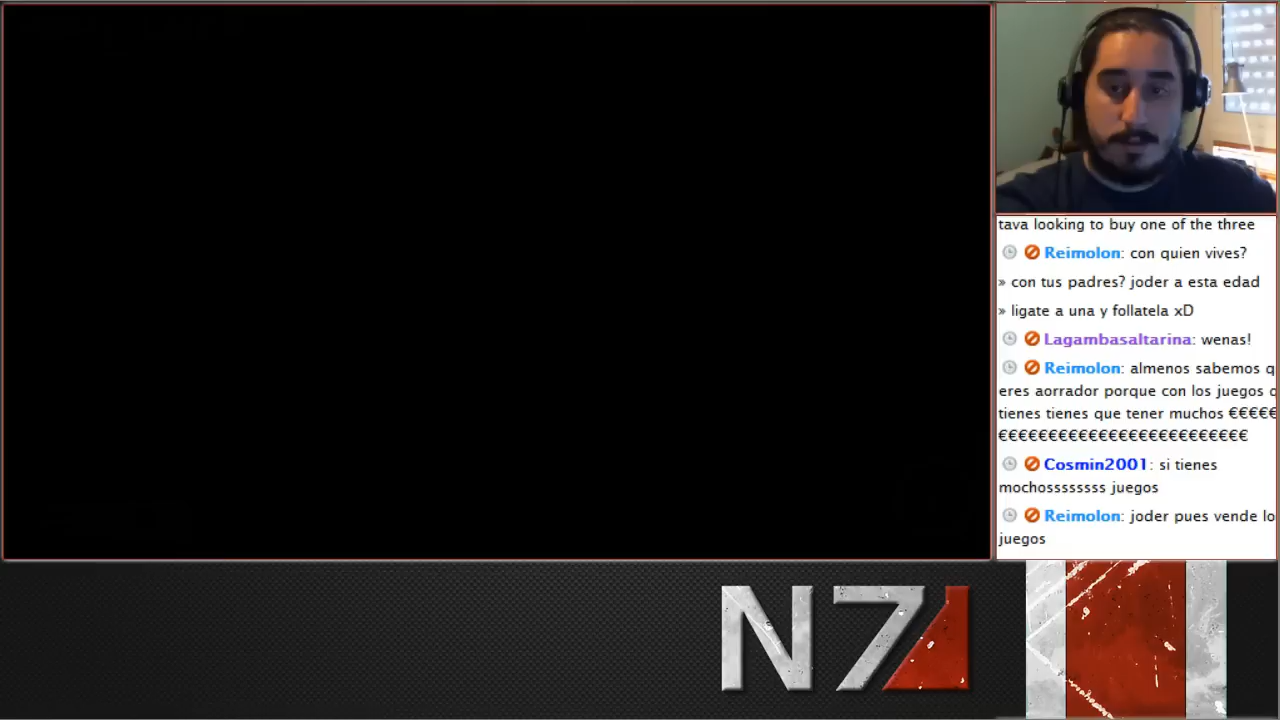 tava looking to buy one of the three
Reimolon: con quien vives?
» con tus padres? joder a esta edad
» ligate a una y follatela xD
Lagambasaltarina: wenas!
Reimolon: almenos sabemos q
eres aorrador porque con los juegos q
tienes tienes que tener muchos €€€€€
€€€€€€€€€€€€€€€€€€€€€€€€€
Cosmin2001: si tienes
mochosssssssss juegos
Reimolon: joder pues vende lo
juegos
N7